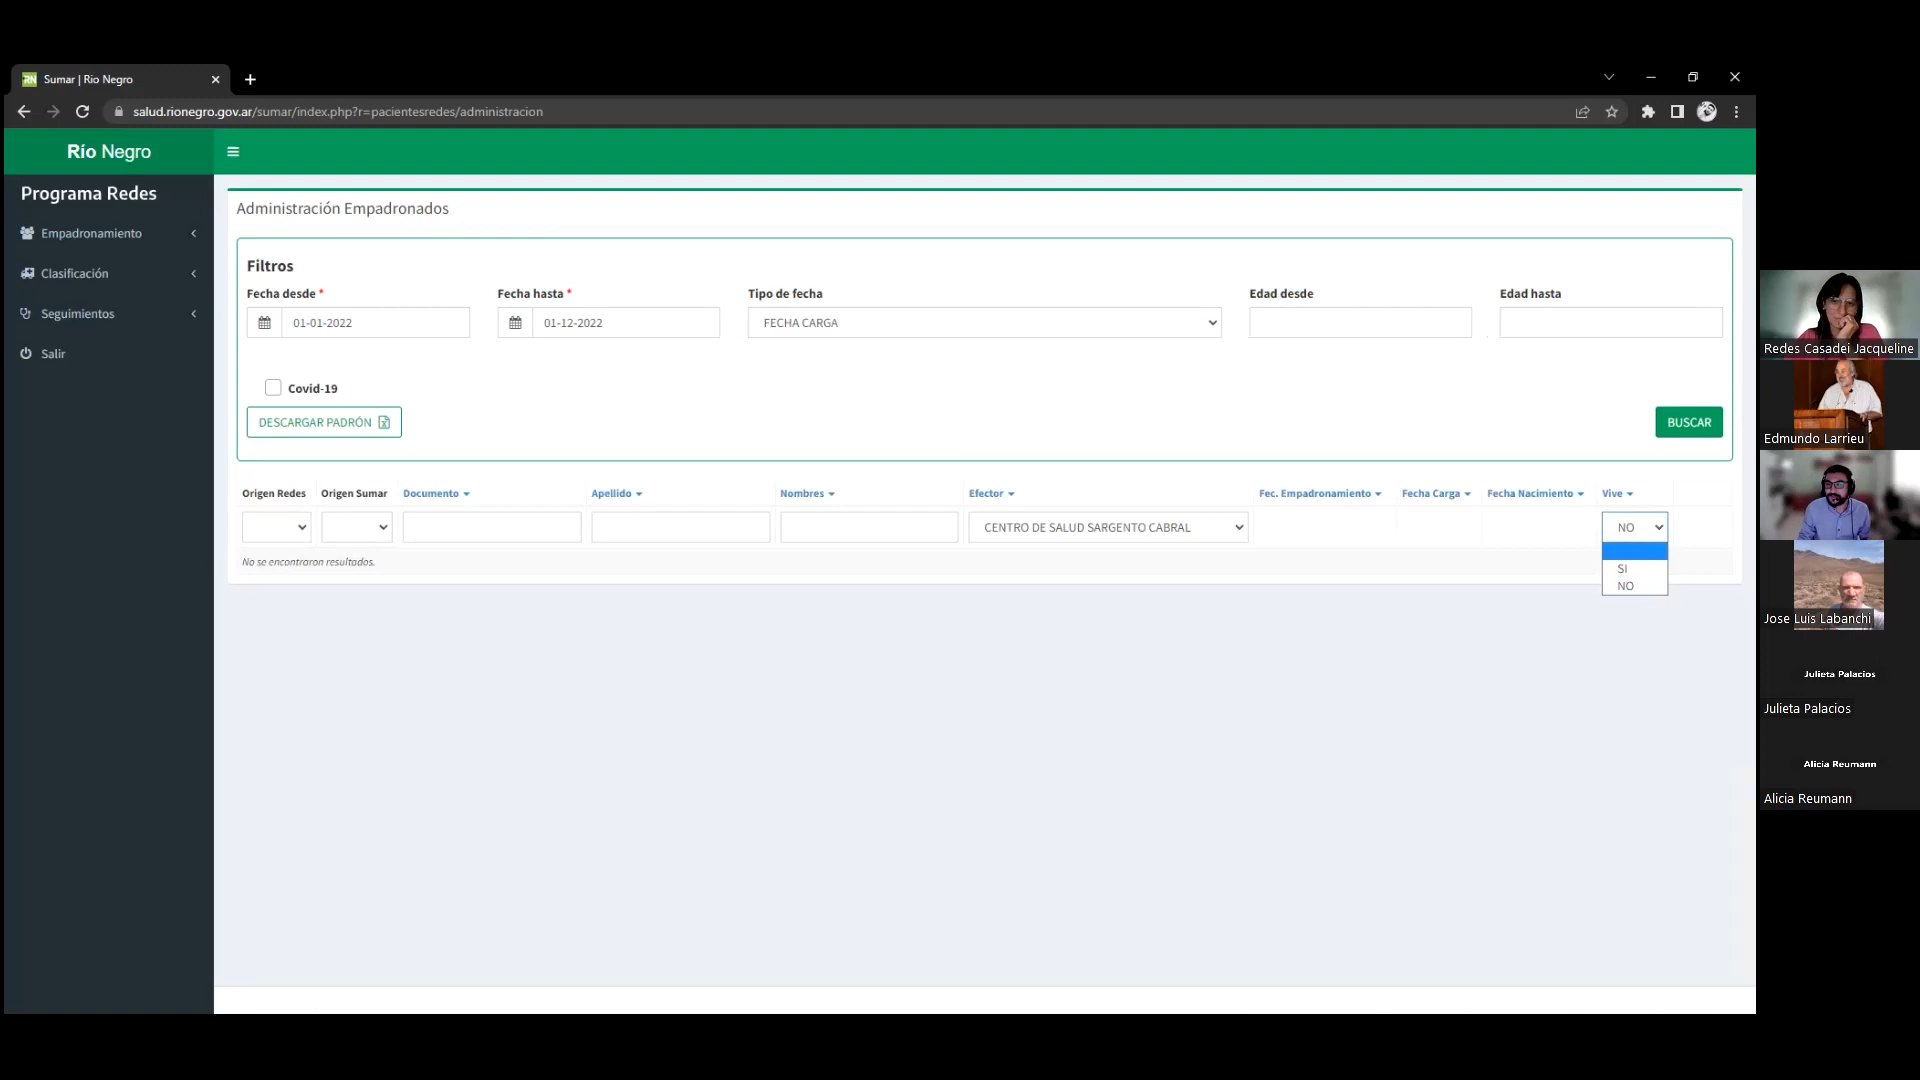 Sumar | Rio Negro
salud.rionegro.gov.ar/sumar/index.php?r=pacientesredes/administracion
Río Negro
Programa Redes
Empadronamiento
Clasificación
Seguimientos
Salir
Administración Empadronados
Filtros
Fecha desde * Fecha hasta * Tipo de fecha Edad desde Edad hasta
01-01-2022 01-12-2022 FECHA CARGA
Covid-19
DESCARGAR PADRÓN BUSCAR
Origen Redes Origen Sumar Documento Apellido Nombres Efector Fec. Empadronamiento Fecha Carga Fecha Nacimiento Vive
CENTRO DE SALUD SARGENTO CABRAL NO
No se encontraron resultados.
SI
NO
Redes Casadei Jacqueline
Edmundo Larrieu
Jose Luis Labanchi
Julieta Palacios
Julieta Palacios
Alicia Reumann
Alicia Reumann